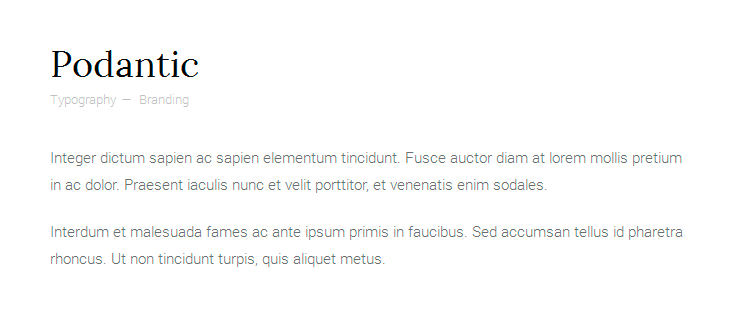 Podantic
Typography — Branding
Integer dictum sapien ac sapien elementum tincidunt. Fusce auctor diam at lorem mollis pretium
in ac dolor. Praesent iaculis nunc et velit porttitor, et venenatis enim sodales.
Interdum et malesuada fames ac ante ipsum primis in faucibus. Sed accumsan tellus id pharetra
rhoncus. Ut non tincidunt turpis, quis aliquet metus.